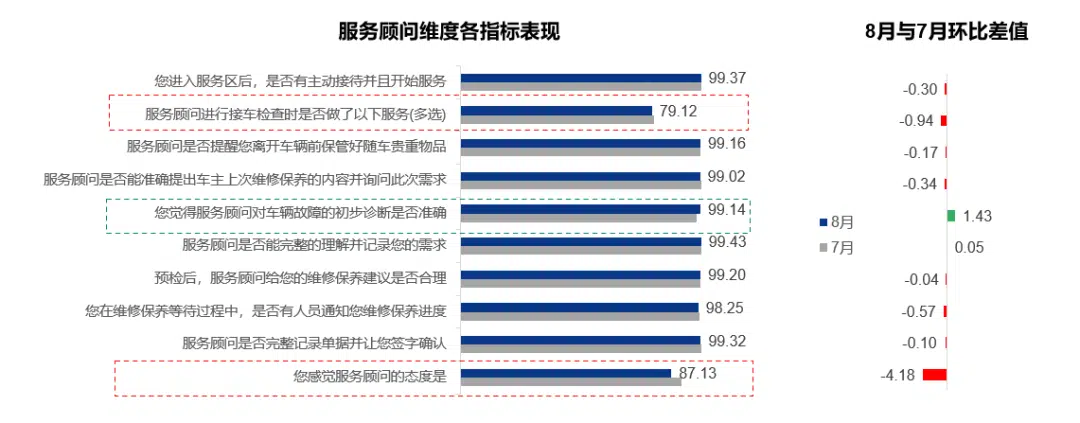 服务顾问维度各指标表现
8月与7月环比差值
您进入服务区后，是否有主动接待并且开始服务 99.37 -0.30
服务顾问进行接车检查时是否做了以下服务(多选) 79.12 -0.94
服务顾问是否提醒您离开车辆前保管好随车贵重物品 99.16 -0.17
服务顾问是否能准确提出车主上次维修保养的内容并询问此次需求 99.02 -0.34
您觉得服务顾问对车辆故障的初步诊断是否准确 99.14 1.43
8月
服务顾问是否能完整的理解并记录您的需求 99.43 0.05
7月
预检后，服务顾问给您的维修保养建议是否合理 99.20 -0.04
您在维修保养等待过程中，是否有人员通知您维修保养进度 98.25 -0.57
服务顾问是否完整记录单据并让您签字确认 99.32 -0.10
您感觉服务顾问的态度是 87.13 -4.18